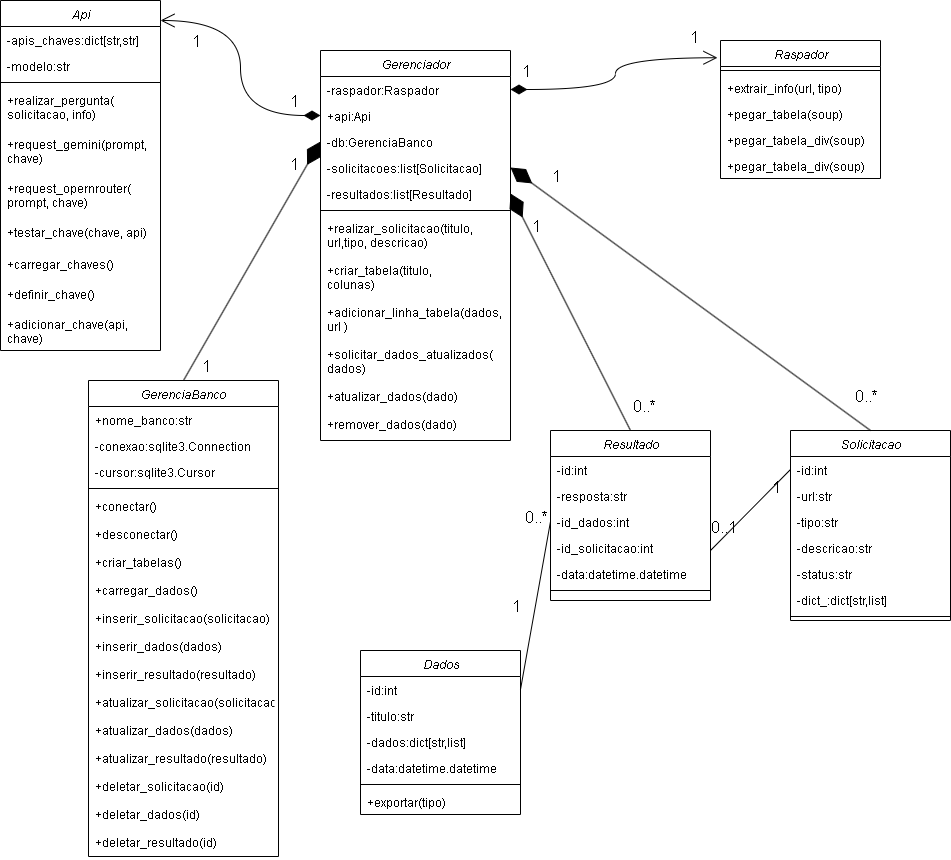 Api
-apis_chaves:dict[str,str]
-modelo:str
+realizar_pergunta(
solicitacao, info)
+request_gemini(prompt,
chave)
+request_opernrouter(
prompt, chave)
+testar_chave(chave, api)
+carregar_chaves()
+definir_chave()
+adicionar_chave(api,
chave)
1
1
Gerenciador
-raspador:Raspador
+api:Api
-db:GerenciaBanco
-solicitacoes:list[Solicitacao]
-resultados:list[Resultado]
+realizar_solicitacao(titulo,
url,tipo, descricao)
+criar_tabela(titulo,
colunas)
+adicionar_linha_tabela(dados,
url )
+solicitar_dados_atualizados(
dados)
+atualizar_dados(dado)
+remover_dados(dado)
1
1
Raspador
+extrair_info(url, tipo)
+pegar_tabela(soup)
+pegar_tabela_div(soup)
+pegar_tabela_div(soup)
1
1
1
1
0..*
0..*
GerenciaBanco
+nome_banco:str
-conexao:sqlite3.Connection
-cursor:sqlite3.Cursor
+conectar()
+desconectar()
+criar_tabelas()
+carregar_dados()
+inserir_solicitacao(solicitacao)
+inserir_dados(dados)
+inserir_resultado(resultado)
+atualizar_solicitacao(solicitacao
+atualizar_dados(dados)
+atualizar_resultado(resultado)
+deletar_solicitacao(id)
+deletar_dados(id)
+deletar_resultado(id)
Resultado
-id:int
-resposta:str
-id_dados:int
-id_solicitacao:int
-data:datetime.datetime
0..1
1
Solicitacao
-id:int
-url:str
-tipo:str
-descricao:str
-status:str
-dict_:dict[str,list]
0..*
1
Dados
-id:int
-titulo:str
-dados:dict[str,list]
-data:datetime.datetime
+exportar(tipo)